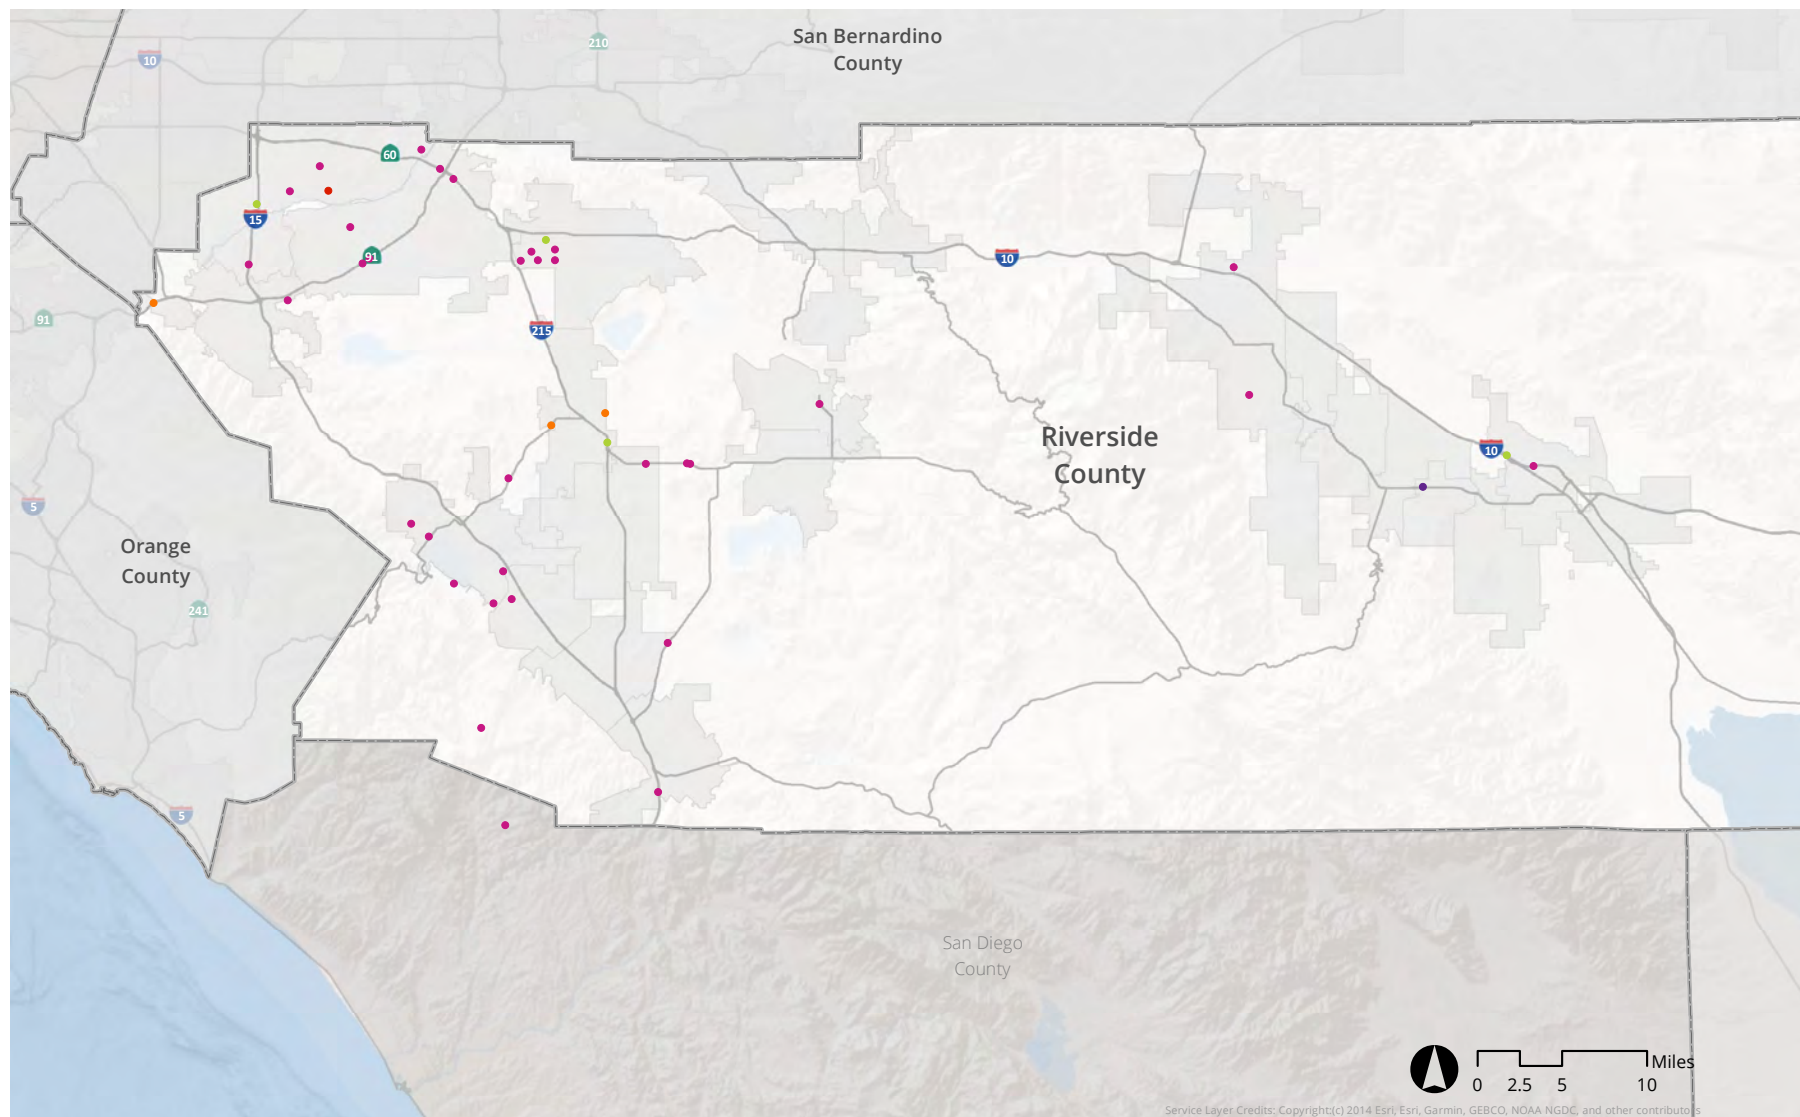 San Bernardino
County
210
10
60
15
91
10
91
215
Riverside
County
10
5
Orange
County
241
5
San Diego
County
Miles
0 2.5 5 10
Service Layer Credits: Copyright:(c) 2014 Esri, Esri, Garmin, GEBCO, NOAA NGDC, and other contributors